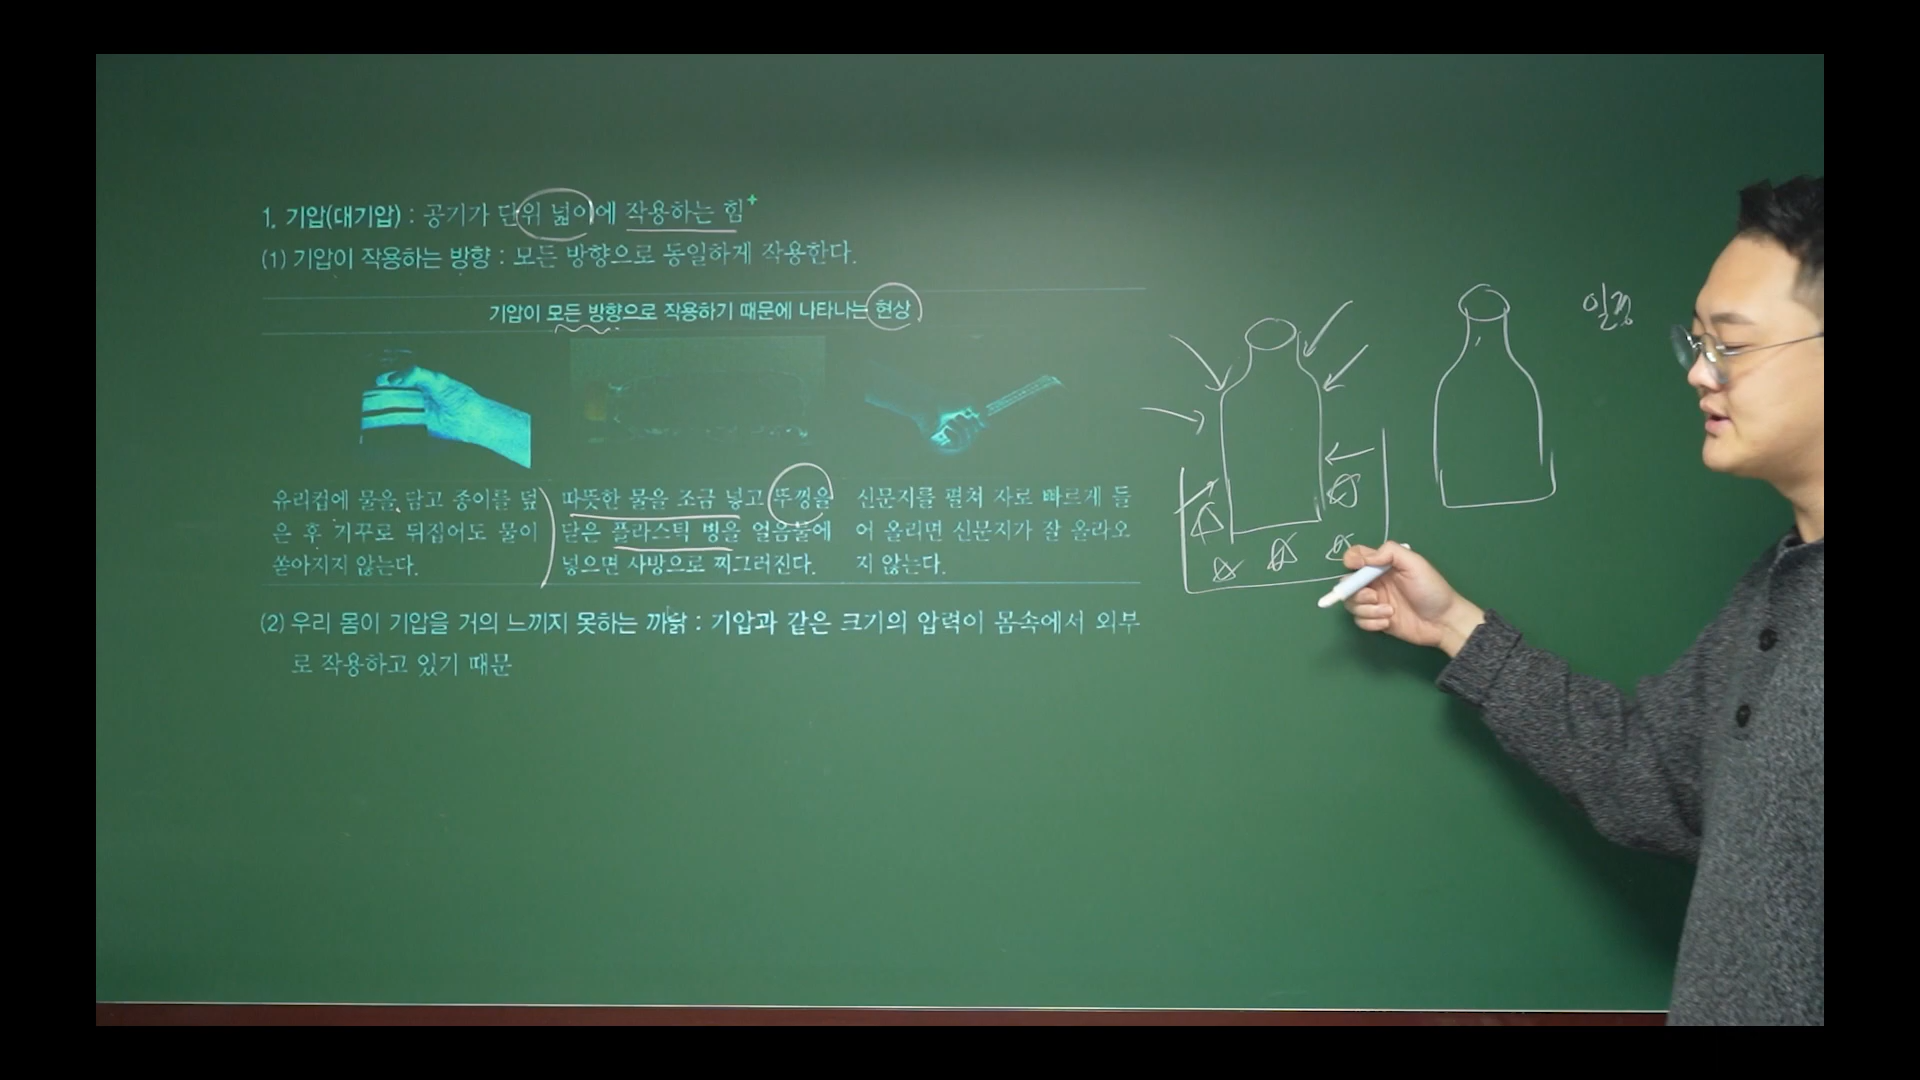 1. 기압(대기압) : 공기가 단위 넓이에 작용하는 힘+
(1) 기압이 작용하는 방향 : 모든 방향으로 동일하게 작용한다.
기압이 모든 방향으로 작용하기 때문에 나타나는 현상
유리컵에 물을 담고 종이를 덮
은 후 거꾸로 뒤집어도 물이
쏟아지지 않는다.
따뜻한 물을 조금 넣고 뚜껑을
닫은 플라스틱 병을 얼음물에
넣으면 사방으로 찌그러진다.
신문지를 펼쳐 자로 빠르게 들
어 올리면 신문지가 잘 올라오
지 않는다.
(2) 우리 몸이 기압을 거의 느끼지 못하는 까닭 : 기압과 같은 크기의 압력이 몸속에서 외부
로 작용하고 있기 때문
일정